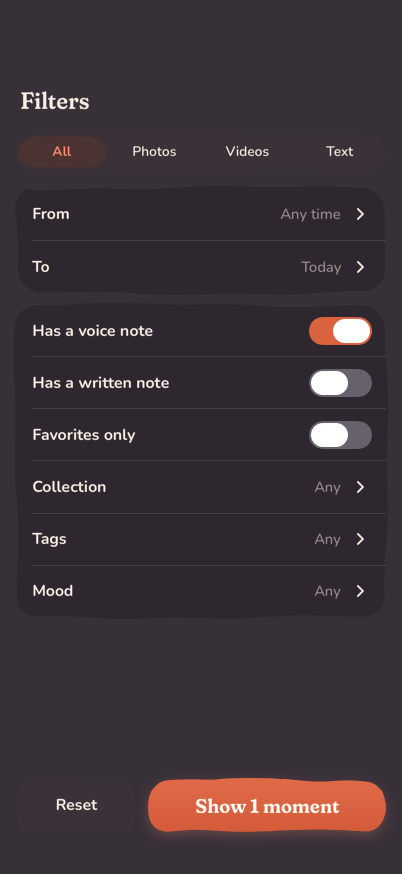 Filters
All Photos Videos Text
From Any time
To Today
Has a voice note
Has a written note
Favorites only
Collection Any
Tags Any
Mood Any
Reset Show 1 moment